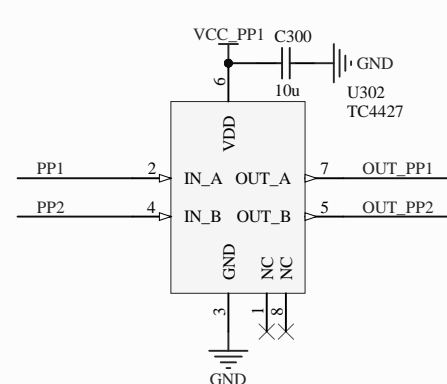 VCC_PP1
C300
GND
10u
U302
TC4427
6
VDD
PP1
2
IN_A
OUT_A
7
OUT_PP1
PP2
4
IN_B
OUT_B
5
OUT_PP2
GND
NC
NC
3
1
8
GND